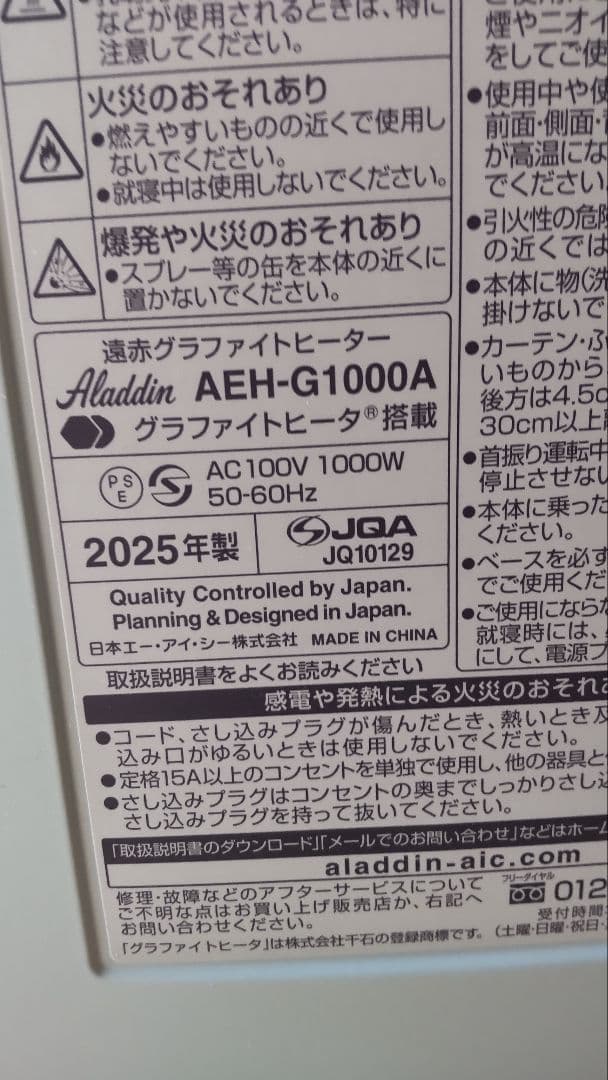 などが使用されるときは、特に
注意してください。
火災のおそれあり
●燃えやすいものの近くで使用し
ないでください。
●就寝中は使用しないでください。
爆発や火災のおそれあり
●スプレー等の缶を本体の近くに
置かないでください。
遠赤グラファイトヒーター
Aladdin AEH-G1000A
グラファイトヒータ®搭載
PSE
AC100V 1000W
50-60Hz
2025年製
JQA
JQ10129
Quality Controlled by Japan.
Planning & Designed in Japan.
日本エー・アイ・シー株式会社 MADE IN CHINA
取扱説明書をよくお読みください
煙やニオイ
をしてご使
●使用中や使
前面・側面・
が高温にな
でください
●引火性の危険
の近くでは
●本体に物(洗
掛けないで
●カーテン・ふ
いものから
後方は4.5c
30cm以上
●首振り運転中
停止させない
●本体に乗った
ください。
●ベースを必ず
でご使用くだ
●ご使用にならな
就寝時には、
にして、電源プ
感電や発熱による火災のおそれ
●コード、さし込みプラグが傷んだとき、熱いとき及
込み口がゆるいときは使用しないでください。
●定格15A以上のコンセントを単独で使用し、他の器具と
●さし込みプラグはコンセントの奥までしっかりさし込
さし込みプラグを持って抜いてください。
「取扱説明書のダウンロード」「メールでのお問い合わせ」などはホーム
aladdin-aic.com
修理・故障などのアフターサービスについて
ご不明な点はお買い上げ販売店か、右記へ
お問い合わせください。
「グラファイトヒータ」は株式会社千石の登録商標です。
フリーダイヤル
012
受付時間
(土曜・日曜・祝日・